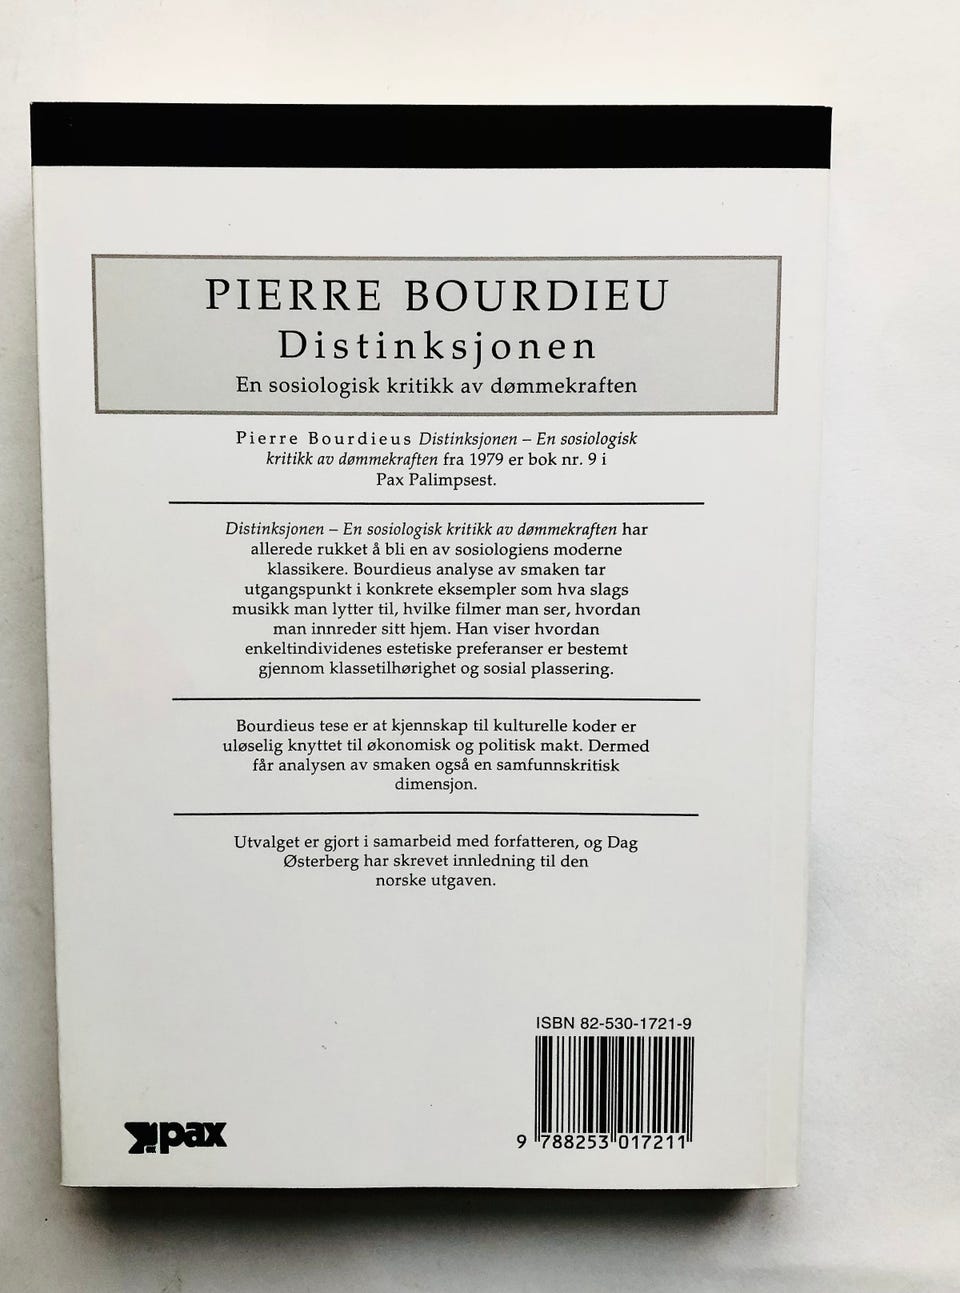 PIERRE BOURDIEU
Distinksjonen
En sosiologisk kritikk av dømmekraften
Pierre Bourdieus Distinksjonen – En sosiologisk
kritikk av dømmekraften fra 1979 er bok nr. 9 i
Pax Palimpsest.
Distinksjonen – En sosiologisk kritikk av dømmekraften har
allerede rukket å bli en av sosiologiens moderne
klassikere. Bourdieus analyse av smaken tar
utgangspunkt i konkrete eksempler som hva slags
musikk man lytter til, hvilke filmer man ser, hvordan
man innreder sitt hjem. Han viser hvordan
enkeltindividenes estetiske preferanser er bestemt
gjennom klassetilhørighet og sosial plassering.
Bourdieus tese er at kjennskap til kulturelle koder er
uløselig knyttet til økonomisk og politisk makt. Dermed
får analysen av smaken også en samfunnskritisk
dimensjon.
Utvalget er gjort i samarbeid med forfatteren, og Dag
Østerberg har skrevet innledning til den
norske utgaven.
ISBN 82-530-1721-9
9 788253 017211
pax